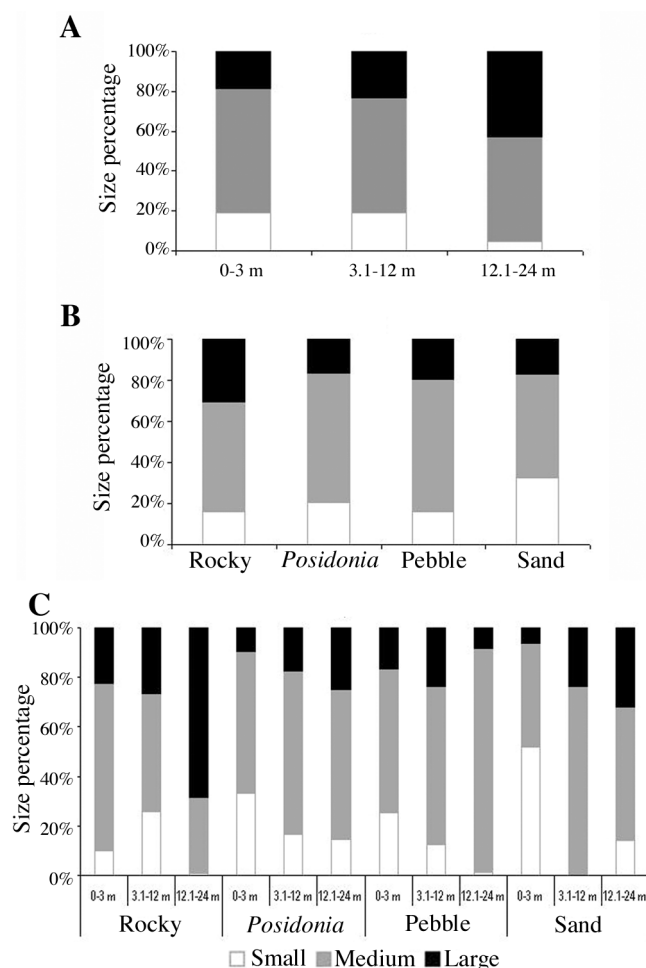 A
100%
80%
60%
40%
20%
0%
Size percentage
0-3 m 3.1-12 m 12.1-24 m
B
100%
80%
60%
40%
20%
0%
Size percentage
Rocky Posidonia Pebble Sand
C
100%
80%
60%
40%
20%
0%
Size percentage
0-3 m 3.1-12 m 12.1-24 m 0-3 m 3.1-12 m 12.1-24 m 0-3 m 3.1-12 m 12.1-24 m 0-3 m 3.1-12 m 12.1-24 m
Rocky Posidonia Pebble Sand
Small Medium Large